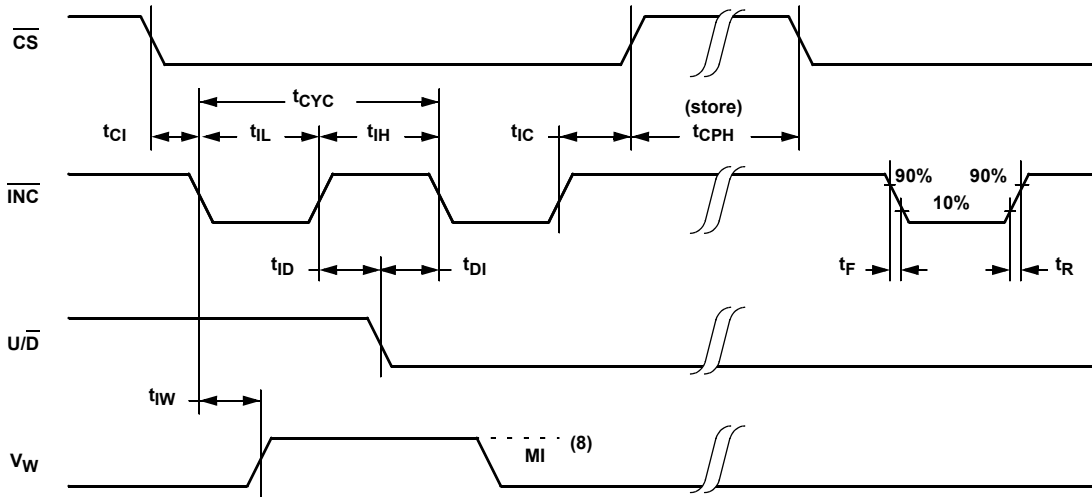 CS
tCYC
(store)
tCI tIL tIH tIC tCPH
INC
90% 90%
10%
tID tDI tF tR
U/D
tIW
(8)
MI
VW